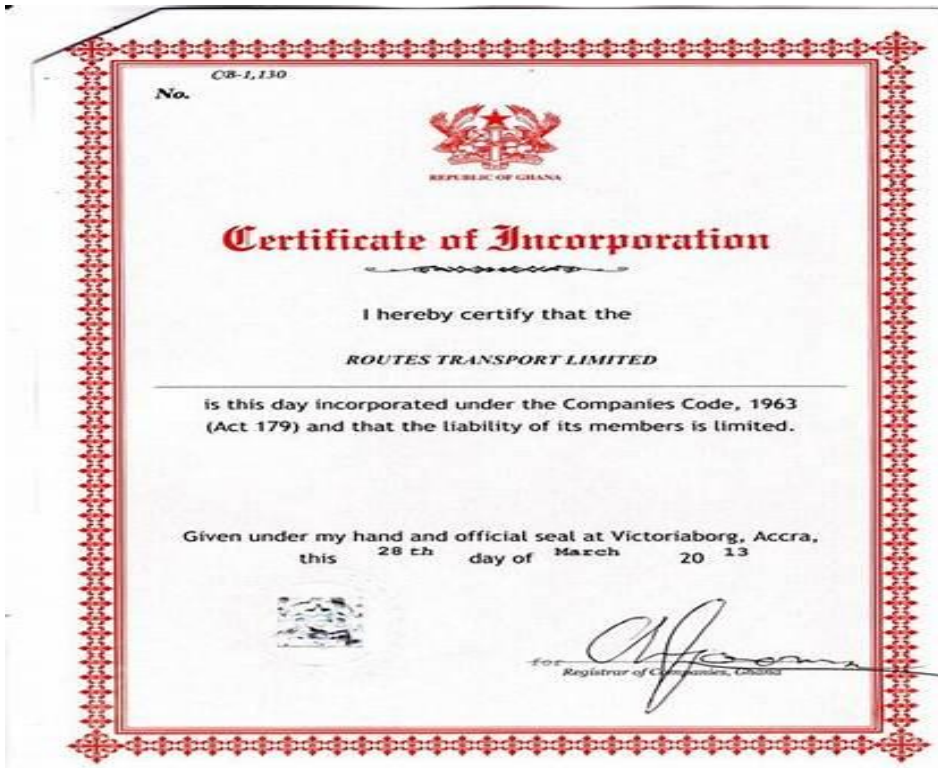 CB-1,130
No.
REPUBLIC OF GHANA
Certificate of Incorporation
I hereby certify that the
ROUTES TRANSPORT LIMITED
is this day incorporated under the Companies Code, 1963
(Act 179) and that the liability of its members is limited.
Given under my hand and official seal at Victoriaborg, Accra,
this 28 th day of March 20 13
for
Registrar of Companies, Ghana